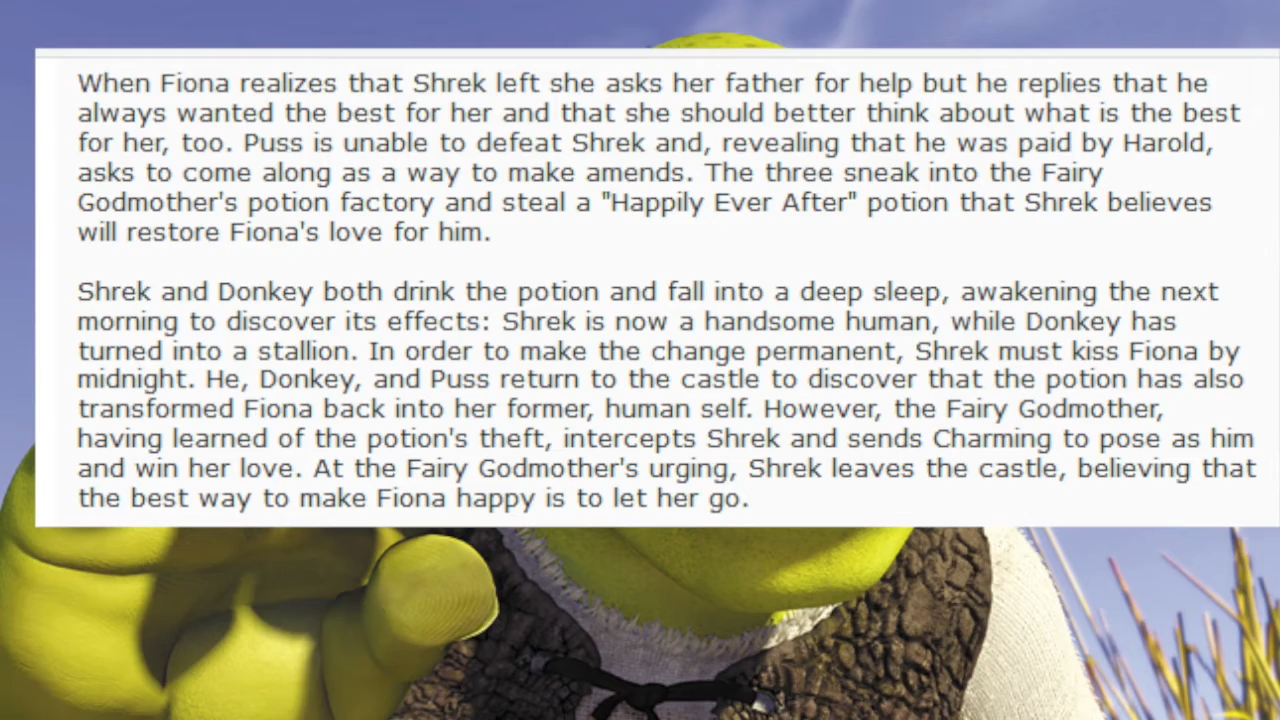 When Fiona realizes that Shrek left she asks her father for help but he replies that he
always wanted the best for her and that she should better think about what is the best
for her, too. Puss is unable to defeat Shrek and, revealing that he was paid by Harold,
asks to come along as a way to make amends. The three sneak into the Fairy
Godmother's potion factory and steal a "Happily Ever After" potion that Shrek believes
will restore Fiona's love for him.
Shrek and Donkey both drink the potion and fall into a deep sleep, awakening the next
morning to discover its effects: Shrek is now a handsome human, while Donkey has
turned into a stallion. In order to make the change permanent, Shrek must kiss Fiona by
midnight. He, Donkey, and Puss return to the castle to discover that the potion has also
transformed Fiona back into her former, human self. However, the Fairy Godmother,
having learned of the potion's theft, intercepts Shrek and sends Charming to pose as him
and win her love. At the Fairy Godmother's urging, Shrek leaves the castle, believing that
the best way to make Fiona happy is to let her go.